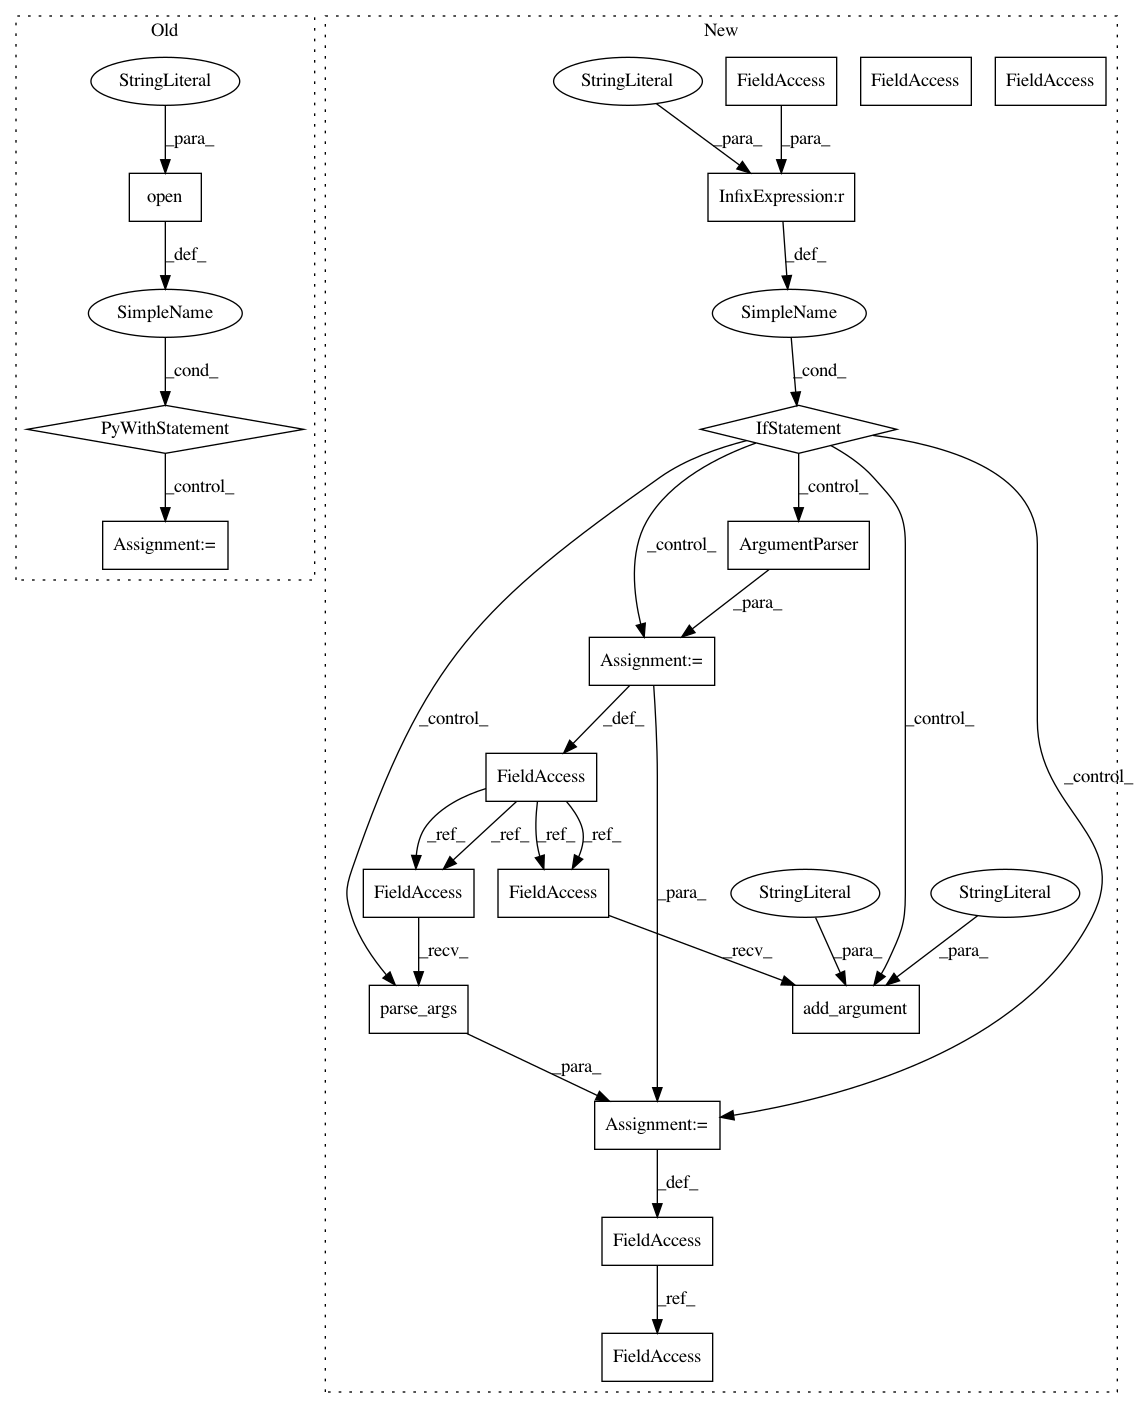 Old
New
StringLiteral
StringLiteral
FieldAccess
FieldAccess
FieldAccess
_para_
_para_
_para_
open
InfixExpression:r
_def_
_def_
SimpleName
SimpleName
_cond_
_cond_
PyWithStatement
IfStatement
_control_
_control_
Assignment:=
_control_
ArgumentParser
_para_
Assignment:=
_control_
_def_
_control_
_control_
FieldAccess
_ref_
_ref_
_ref_
_ref_
FieldAccess
FieldAccess
_para_
StringLiteral
StringLiteral
_recv_
_recv_
_para_
_para_
parse_args
add_argument
_para_
Assignment:=
_def_
FieldAccess
_ref_
FieldAccess